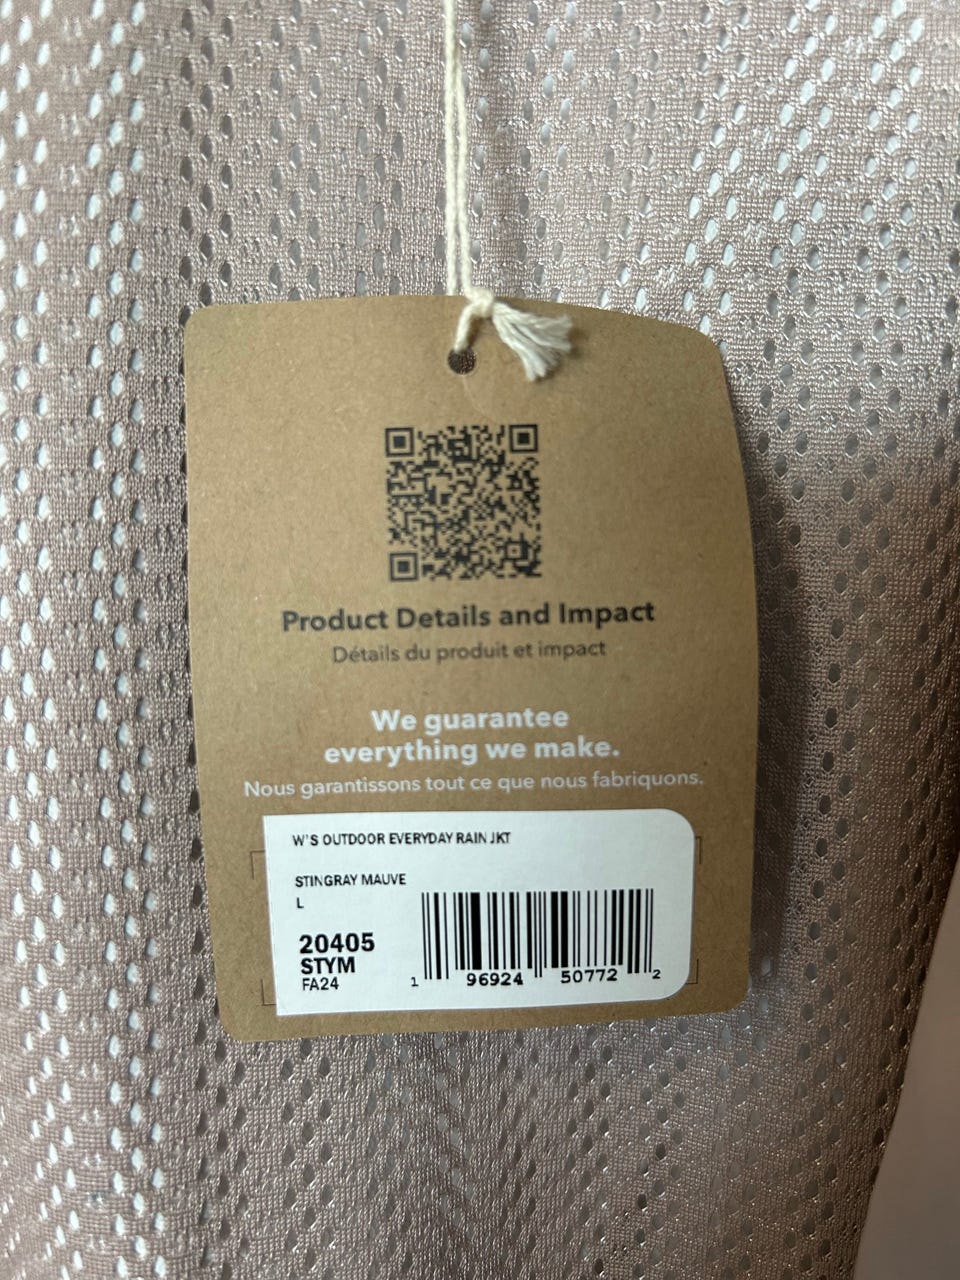 Product Details and Impact
Détails du produit et impact
We guarantee
everything we make.
Nous garantissons tout ce que nous fabriquons.
W'S OUTDOOR EVERYDAY RAIN JKT
STINGRAY MAUVE
L
20405
STYM
FA24
1 96924 50772 2